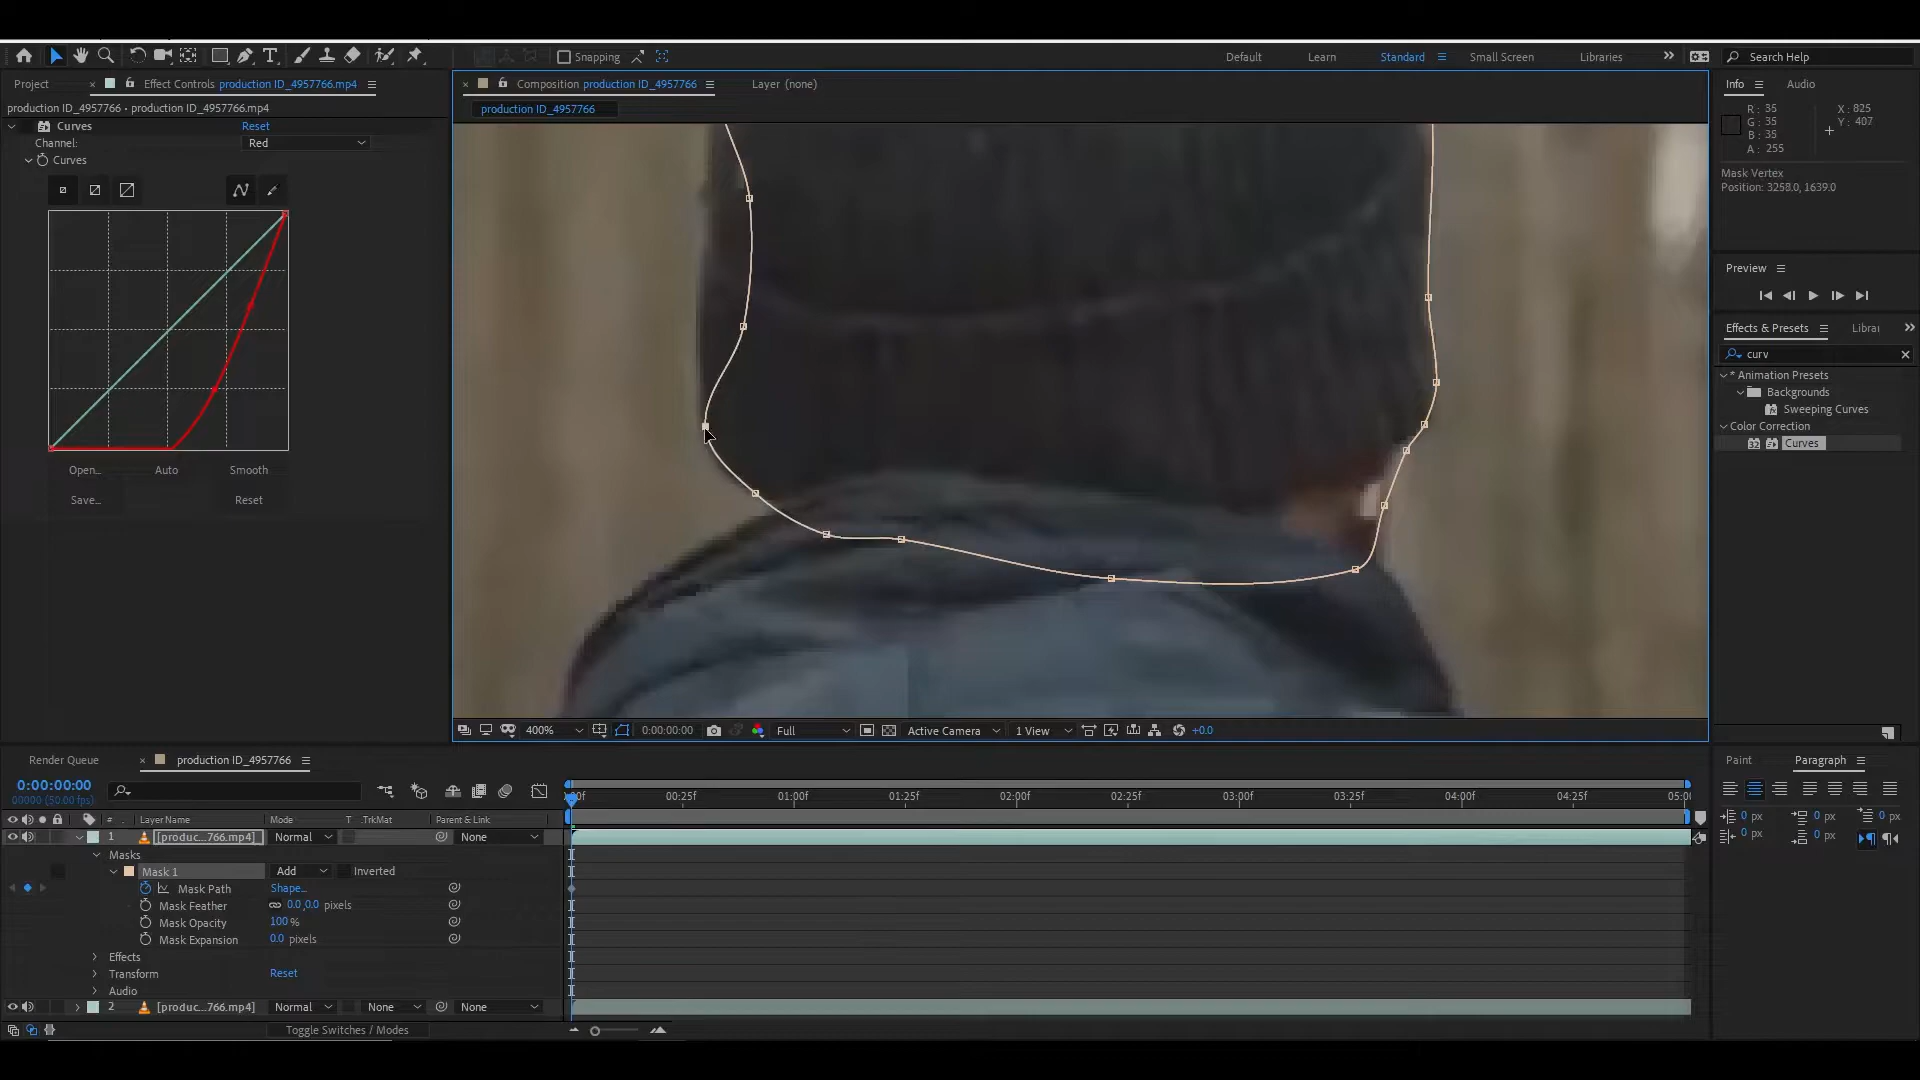 Snapping
Default
Learn
Standard
Small Screen
Libraries
Search Help
Project
Effect Controls production ID_4957766.mp4
Composition production ID_4957766
Layer (none)
Info
Audio
production ID_4957766 • production ID_4957766.mp4
production ID_4957766
R: 35
G: 35
B: 35
A: 255
X: 825
Y: 407
Mask Vertex
Position: 3258.0, 1639.0
Curves
Reset
Channel:
Red
Curves
Open...
Auto
Smooth
Save...
Reset
Preview
Effects & Presets
Librai
curv
* Animation Presets
Backgrounds
Sweeping Curves
Color Correction
Curves
400%
0:00:00:00
Full
Active Camera
1 View
+0.0
Render Queue
production ID_4957766
Paint
Paragraph
0:00:00:00
00000 (50.00 fps)
00:25f
01:00f
01:25f
02:00f
02:25f
03:00f
03:25f
04:00f
04:25f
# Layer Name
Mode
T
.TrkMat
Parent & Link
1 [produc...766.mp4]
Normal
None
Masks
Mask 1
Add
Inverted
Mask Path
Shape...
Mask Feather
0.0,0.0 pixels
Mask Opacity
100 %
Mask Expansion
0.0 pixels
Effects
Transform
Reset
Audio
2 [produc...766.mp4]
Normal
None
None
Toggle Switches / Modes
0 px
0 px
0 px
0 px
0 px